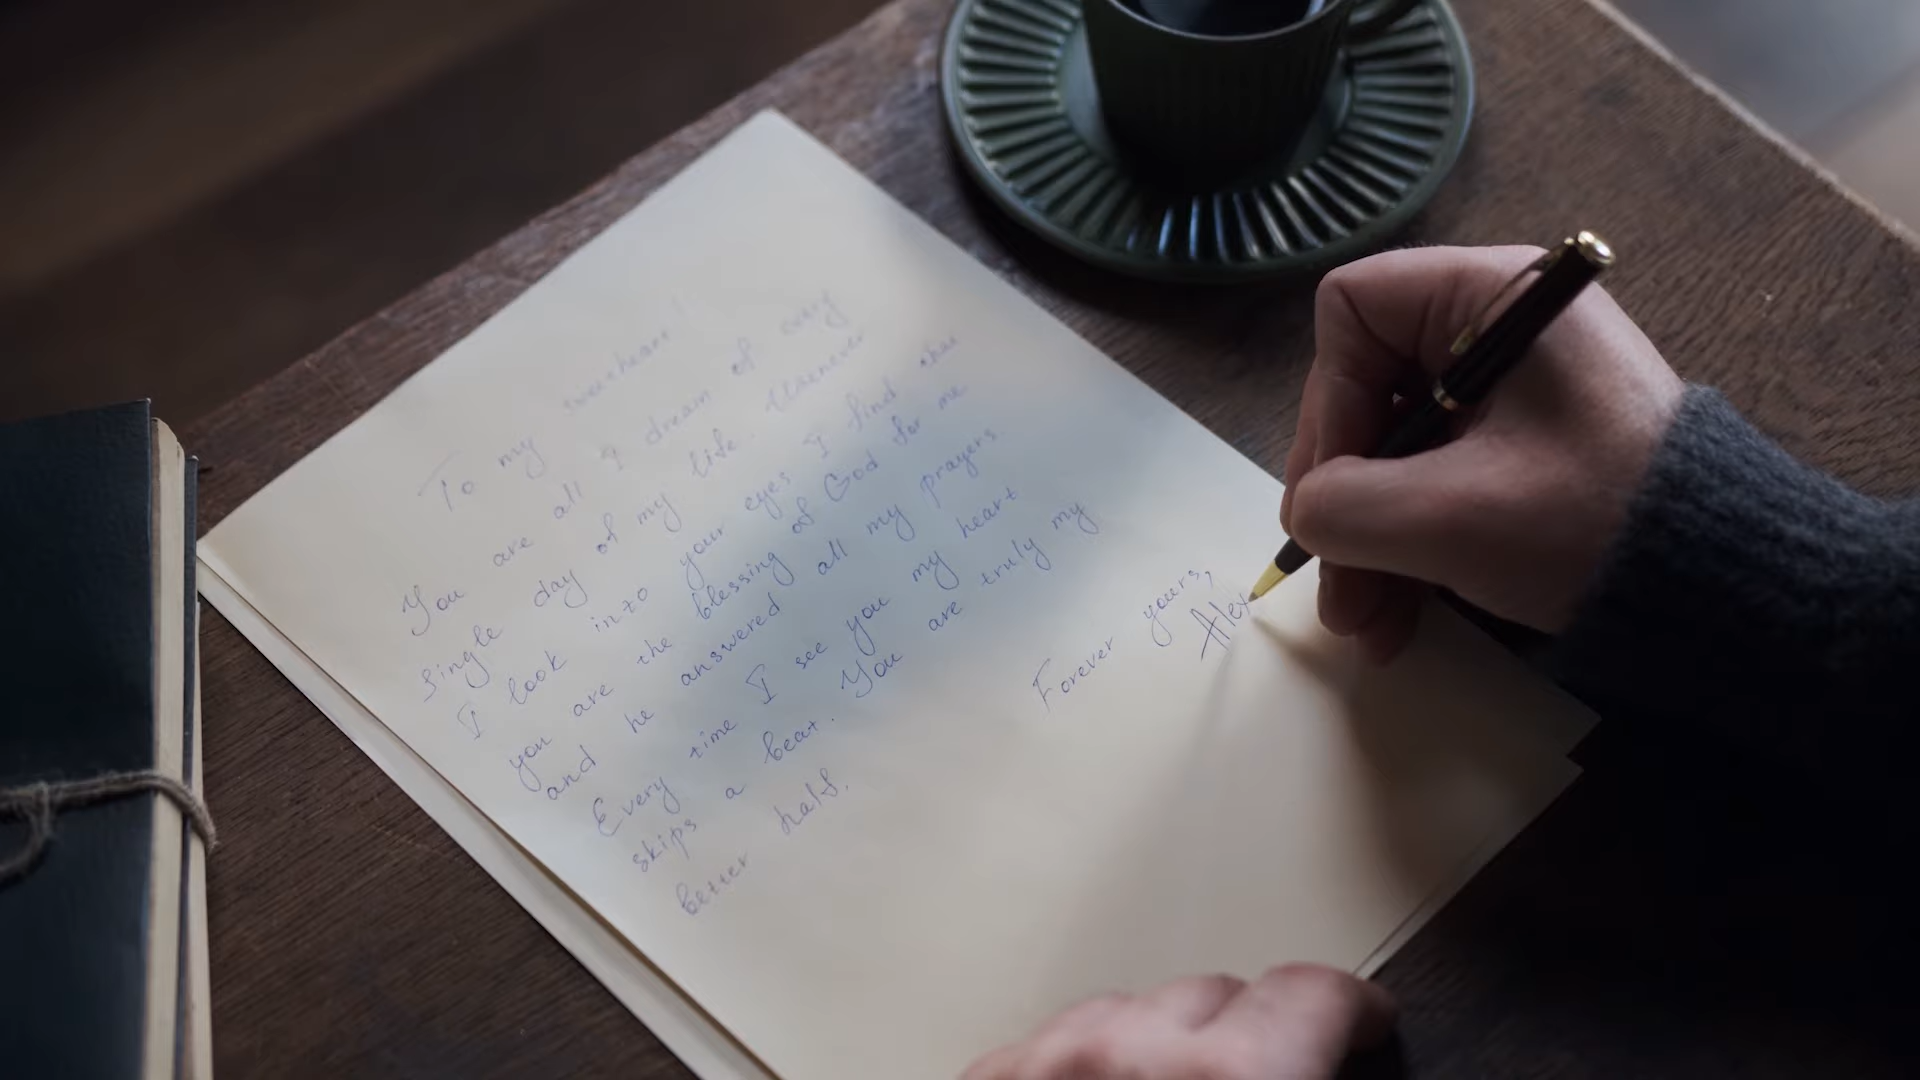 To my sweetheart!
You are all I dream of every
single day of my life. Whenever
I look into your eyes I find that
you are the blessing of God for me
and he answered all my prayers.
Every time I see you my heart
skips a beat. You are truly my
better half.
Forever yours,
Alex